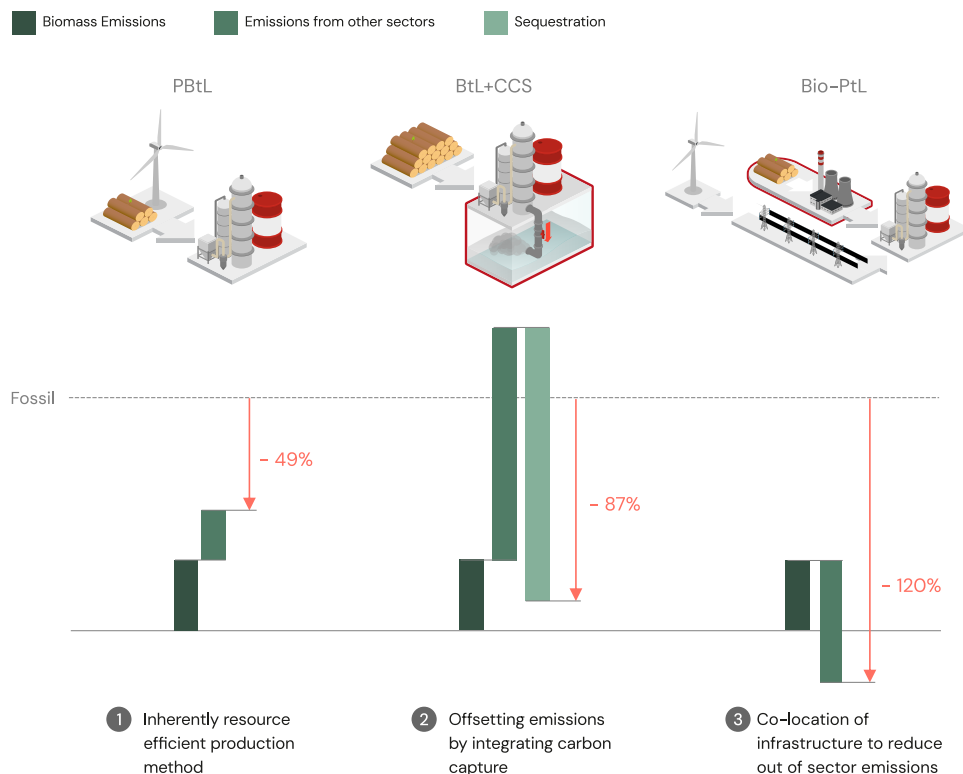 Biomass Emissions
Emissions from other sectors
Sequestration
PBtL
BtL+CCS
Bio-PtL
Fossil
- 49%
- 87%
- 120%
1 Inherently resource
efficient production
method
2 Offsetting emissions
by integrating carbon
capture
3 Co-location of
infrastructure to reduce
out of sector emissions